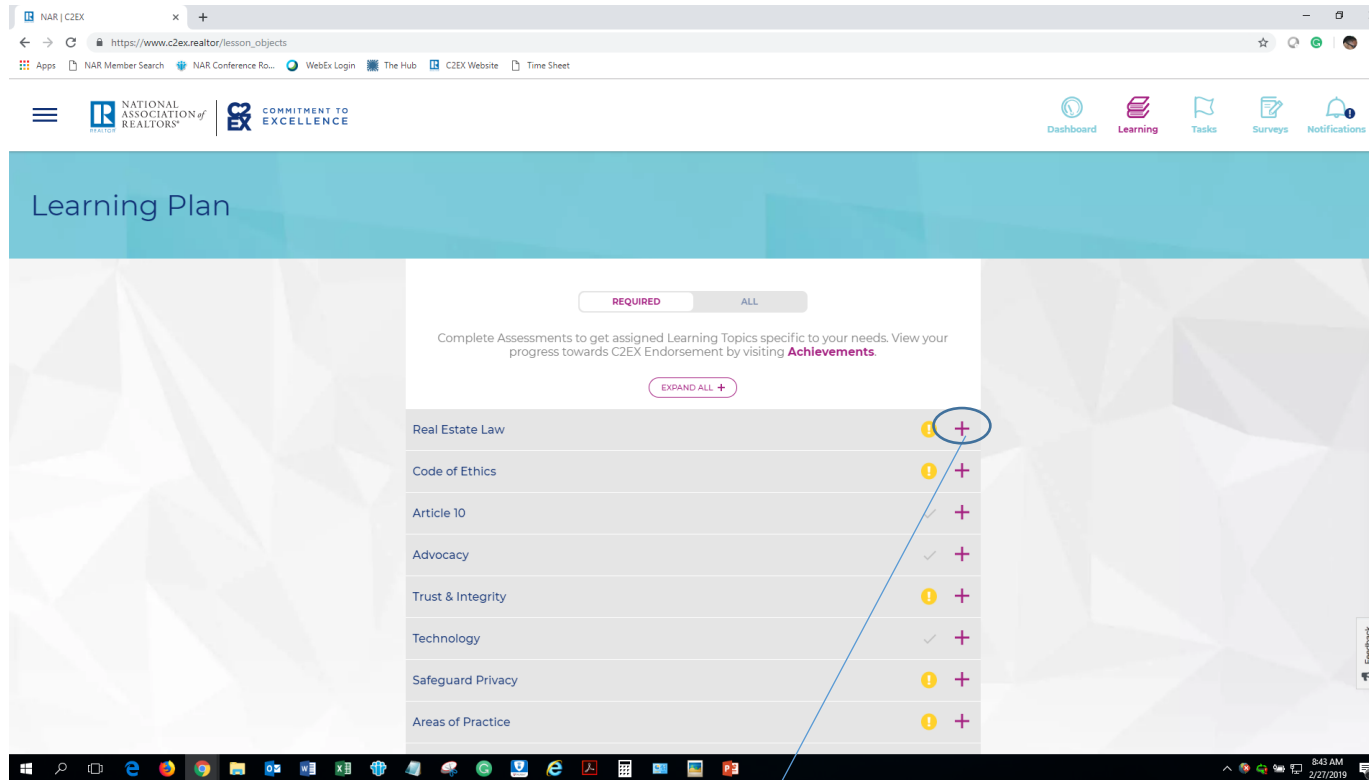 NAR | C2EX
https://www.c2ex.realtor/lesson_objects
Apps NAR Member Search NAR Conference Ro... WebEx Login The Hub C2EX Website Time Sheet
NATIONAL
ASSOCIATION of
REALTORS®
REALTOR®
C2
EX
COMMITMENT TO
EXCELLENCE
Dashboard Learning Tasks Surveys Notifications
Learning Plan
REQUIRED ALL
Complete Assessments to get assigned Learning Topics specific to your needs. View your
progress towards C2EX Endorsement by visiting Achievements.
EXPAND ALL +
Real Estate Law
Code of Ethics
Article 10
Advocacy
Trust & Integrity
Technology
Safeguard Privacy
Areas of Practice
Feedback
8:43 AM
2/27/2019